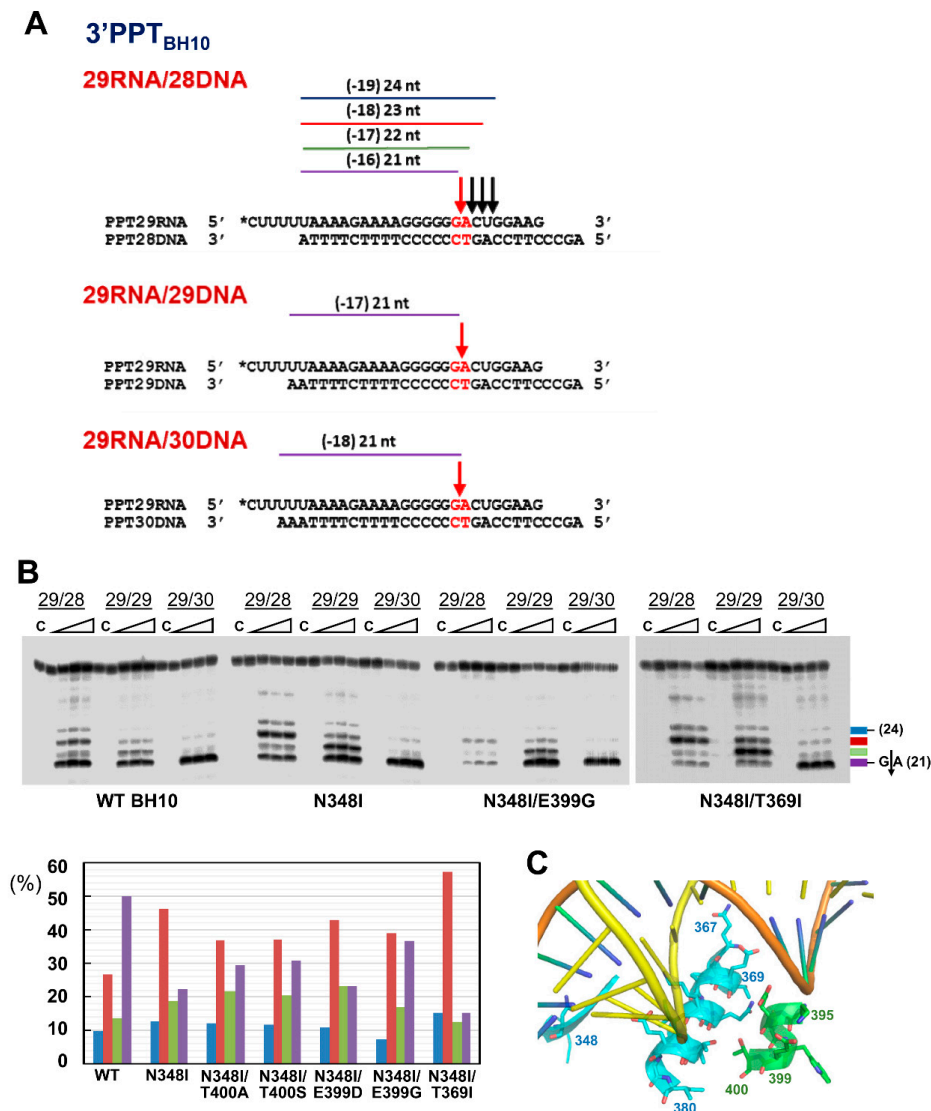 A
3'PPTBH10
29RNA/28DNA
(-19) 24 nt
(-18) 23 nt
(-17) 22 nt
(-16) 21 nt
PPT29RNA 5' *CUUUUUAAAAGAAAAGGGGGGACUGGAAG 3'
PPT28DNA 3' ATTTTCTTTTCCCCCCTGACCTTCCCGA 5'
29RNA/29DNA
(-17) 21 nt
PPT29RNA 5' *CUUUUUAAAAGAAAAGGGGGGACUGGAAG 3'
PPT29DNA 3' AATTTTCTTTTCCCCCCTGACCTTCCCGA 5'
29RNA/30DNA
(-18) 21 nt
PPT29RNA 5' *CUUUUUAAAAGAAAAGGGGGGACUGGAAG 3'
PPT30DNA 3' AAATTTTCTTTTCCCCCCTGACCTTCCCGA 5'
B
29/28 29/29 29/30 29/28 29/29 29/30 29/28 29/29 29/30 29/28 29/29 29/30
C C C C C C C C C C C C
(24)
G A (21)
WT BH10 N348I N348I/E399G N348I/T369I
(%)
60
50
40
30
20
10
0
WT N348I N348I/T400A N348I/T400S N348I/E399D N348I/E399G N348I/T369I
C
367
369
348
395
399
400
380